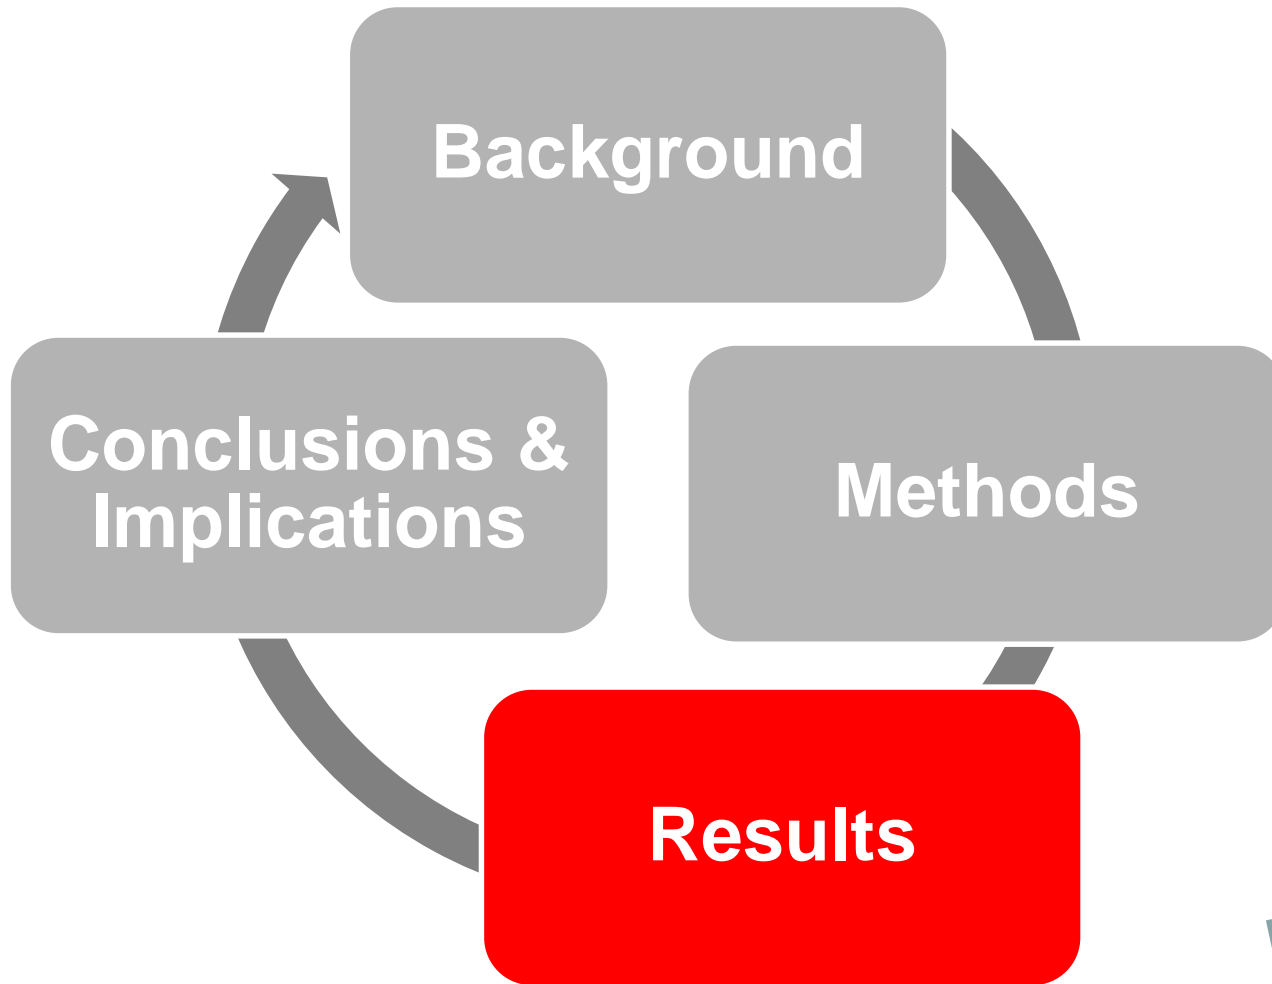 Background
Methods
Results
Conclusions &
Implications